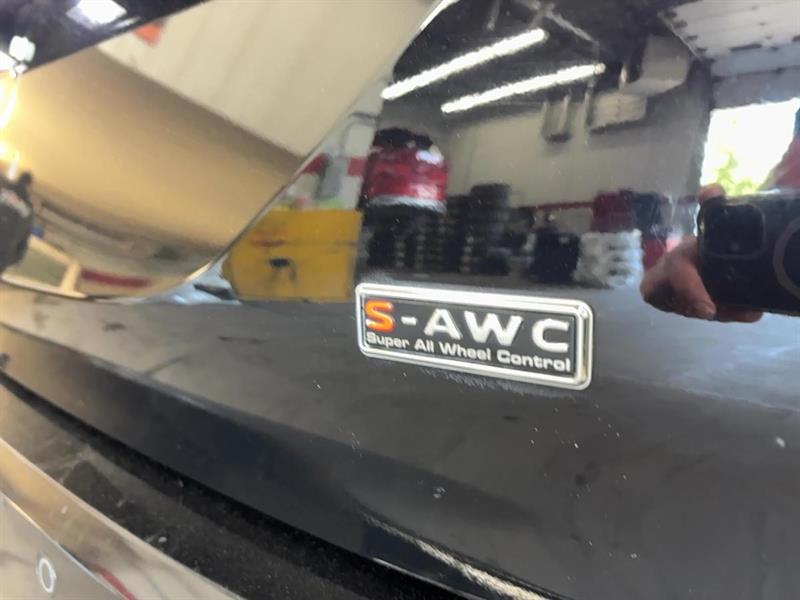 S-AWC
Super All Wheel Control